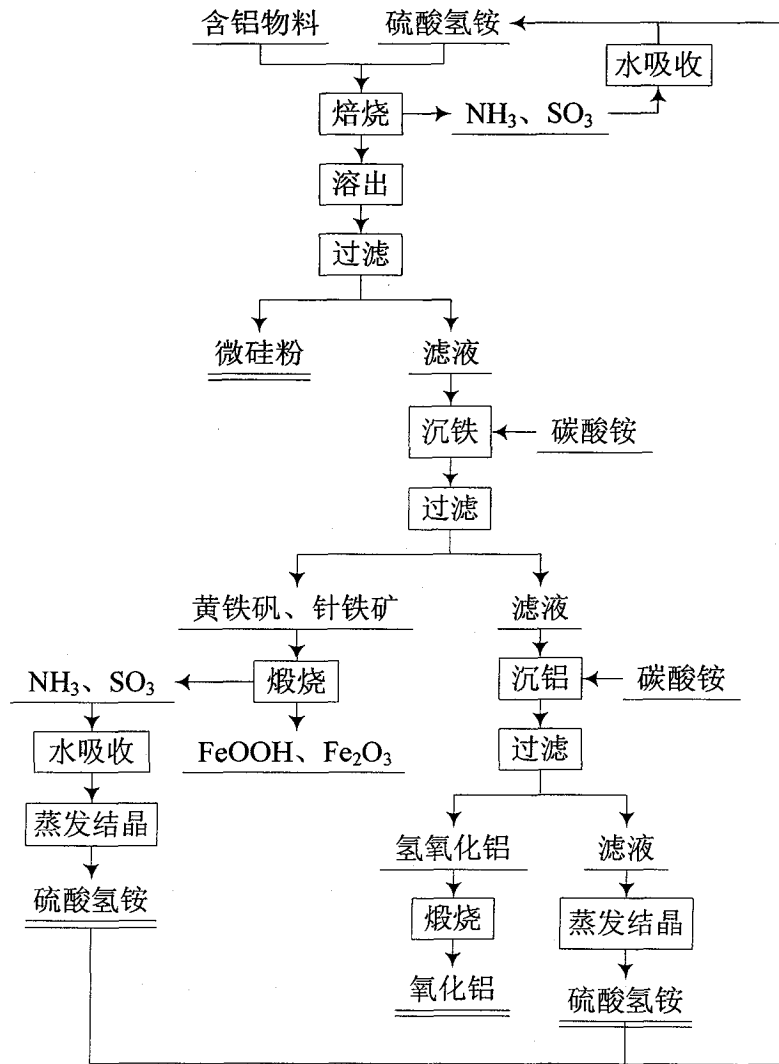 含铝物料 硫酸氢铵
水吸收
焙烧 NH₃、SO₃
溶出
过滤
微硅粉 滤液
沉铁 碳酸铵
过滤
黄铁矾、针铁矿 滤液
NH₃、SO₃ 煅烧 沉铝 碳酸铵
水吸收 FeOOH、Fe₂O₃ 过滤
蒸发结晶 氢氧化铝 滤液
硫酸氢铵 煅烧 蒸发结晶
氧化铝 硫酸氢铵